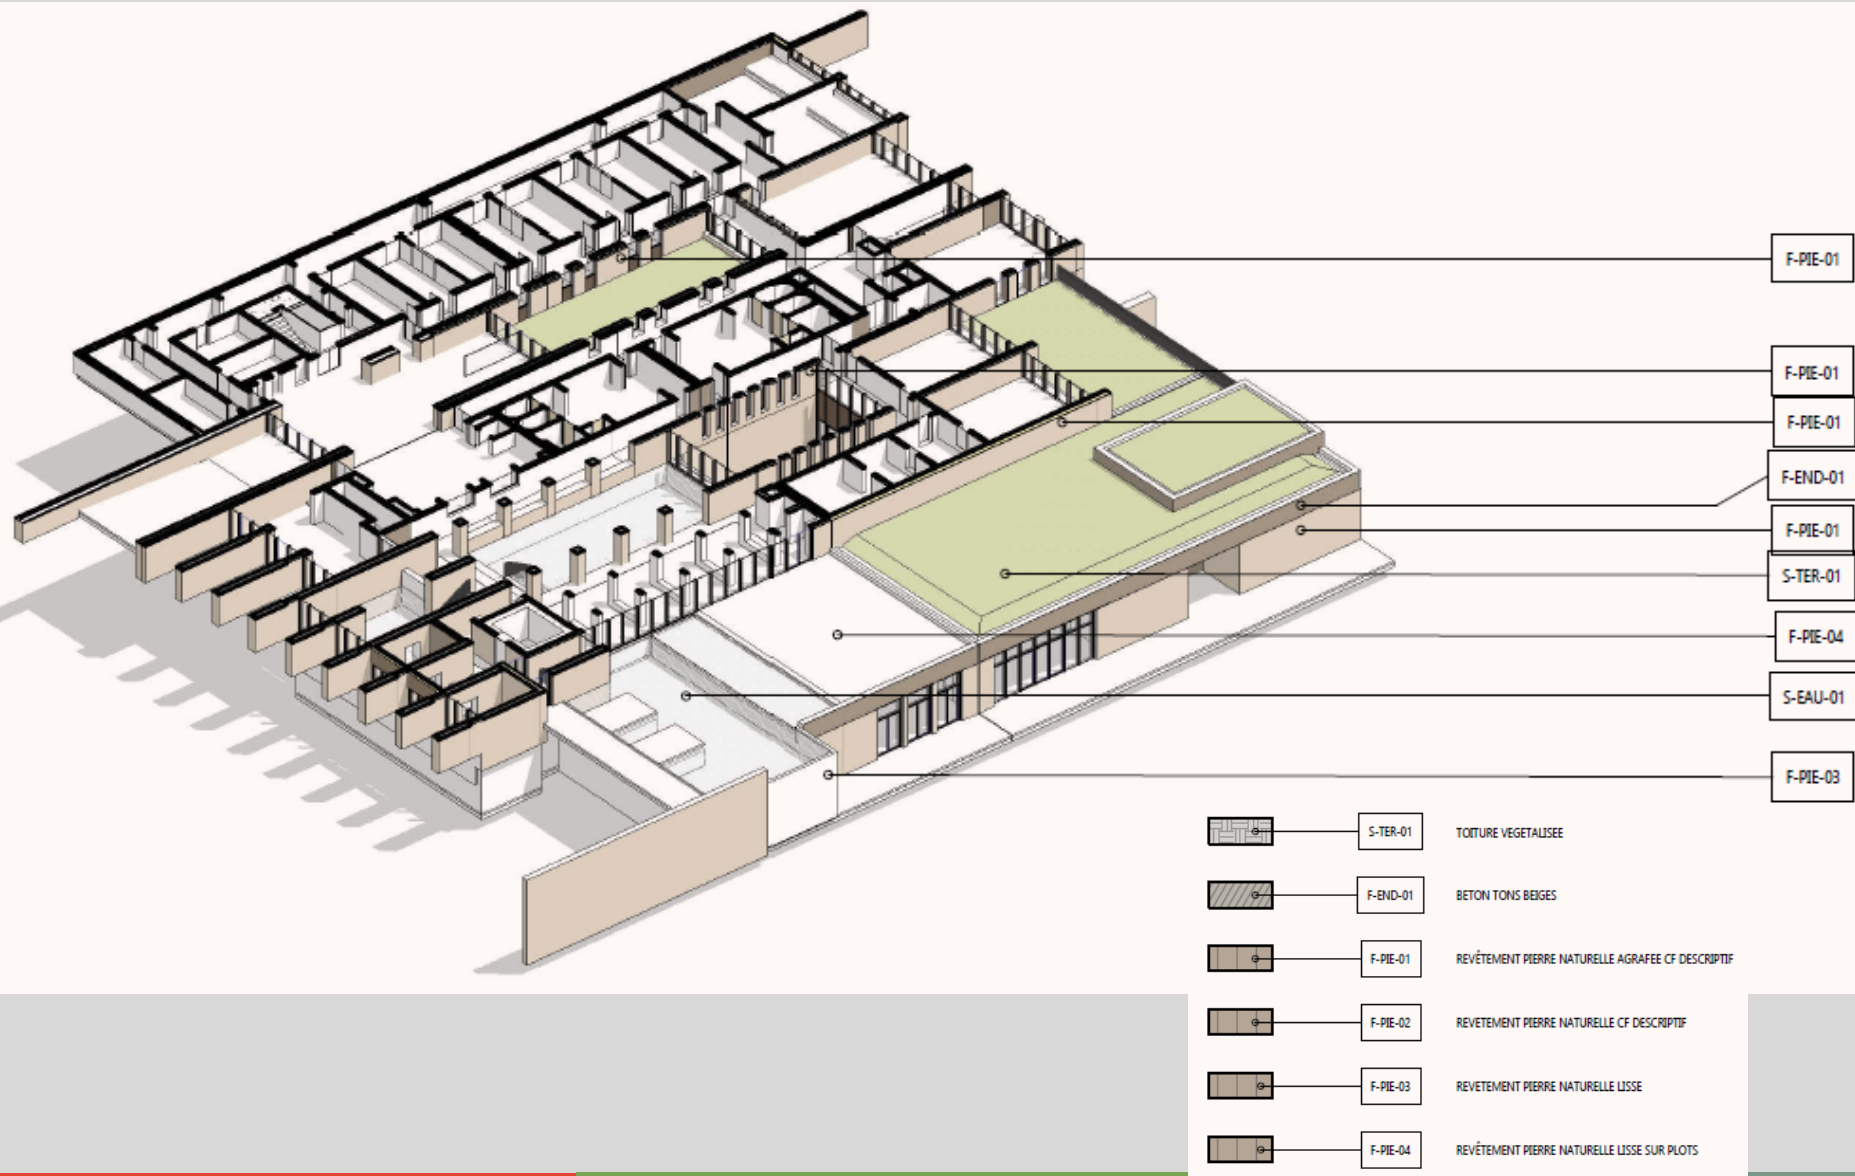 F-PIE-01
F-PIE-01
F-PIE-01
F-END-01
F-PIE-01
S-TER-01
F-PIE-04
S-EAU-01
F-PIE-03
S-TER-01 TOITURE VEGETALISEE
F-END-01 BETON TONS BEIGES
F-PIE-01 REVÊTEMENT PIERRE NATURELLE AGRAFEE CF DESCRIPTIF
F-PIE-02 REVETEMENT PIERRE NATURELLE CF DESCRIPTIF
F-PIE-03 REVETEMENT PIERRE NATURELLE LISSE
F-PIE-04 REVÊTEMENT PIERRE NATURELLE LISSE SUR PLOTS